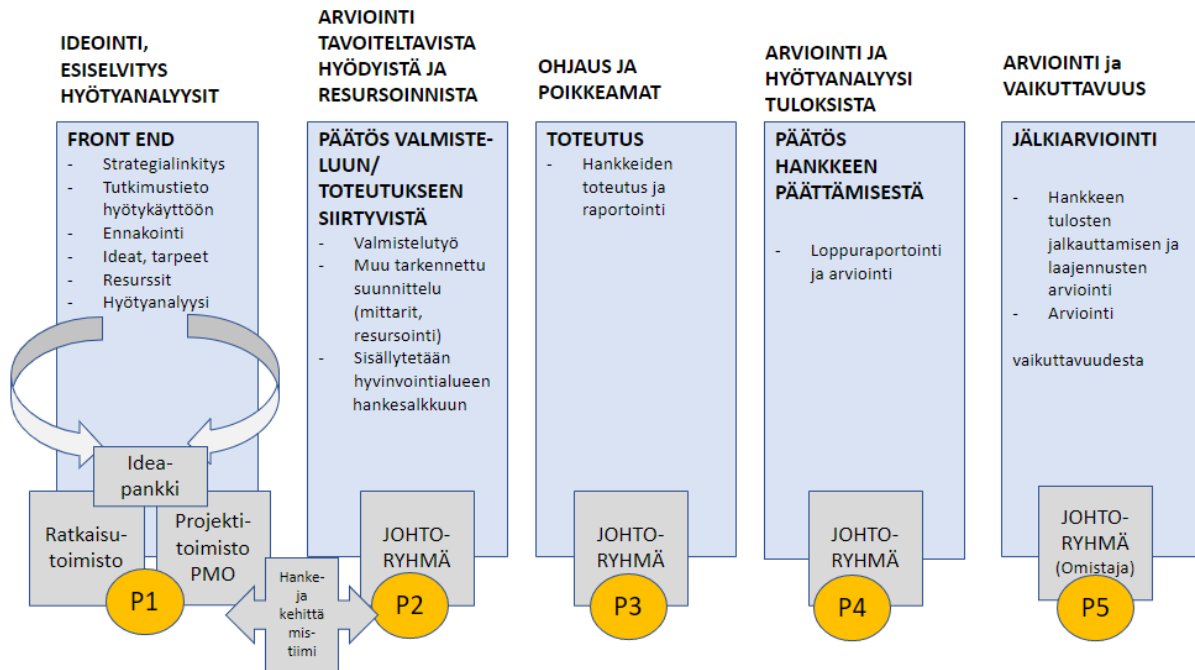 IDEOINTI,
ESISELVITYS
HYÖTYANALYYSIT
FRONT END
- Strategialinkitys
- Tutkimustieto
hyötykäyttöön
- Ennakointi
- Ideat, tarpeet
- Resurssit
- Hyötyanalyysi
Idea-
pankki
Ratkaisu-
toimisto
Projekti-
toimisto
PMO
P1
Hanke-
ja
kehittä
mis-
tiimi
ARVIOINTI
TAVOITELTAVISTA
HYÖDYISTÄ JA
RESURSOINNISTA
PÄÄTÖS VALMISTE-
LUUN/
TOTEUTUKSEEN
SIIRTYVISTÄ
- Valmistelutyö
- Muu tarkennettu
suunnittelu
(mittarit,
resursointi)
- Sisällytetään
hyvinvointialueen
hankesalkkuun
JOHTO-
RYHMÄ
P2
OHJAUS JA
POIKKEAMAT
TOTEUTUS
- Hankkeiden
toteutus ja
raportointi
JOHTO-
RYHMÄ
P3
ARVIOINTI JA
HYÖTYANALYYSI
TULOKSISTA
PÄÄTÖS
HANKKEEN
PÄÄTTÄMISESTÄ
- Loppuraportointi
ja arviointi
JOHTO-
RYHMÄ
P4
ARVIOINTI ja
VAIKUTTAVUUS
JÄLKIARVIOINTI
- Hankkeen
tulosten
jalkauttamisen ja
laajennusten
arviointi
- Arviointi
vaikuttavuudesta
JOHTO-
RYHMÄ
(Omistaja)
P5